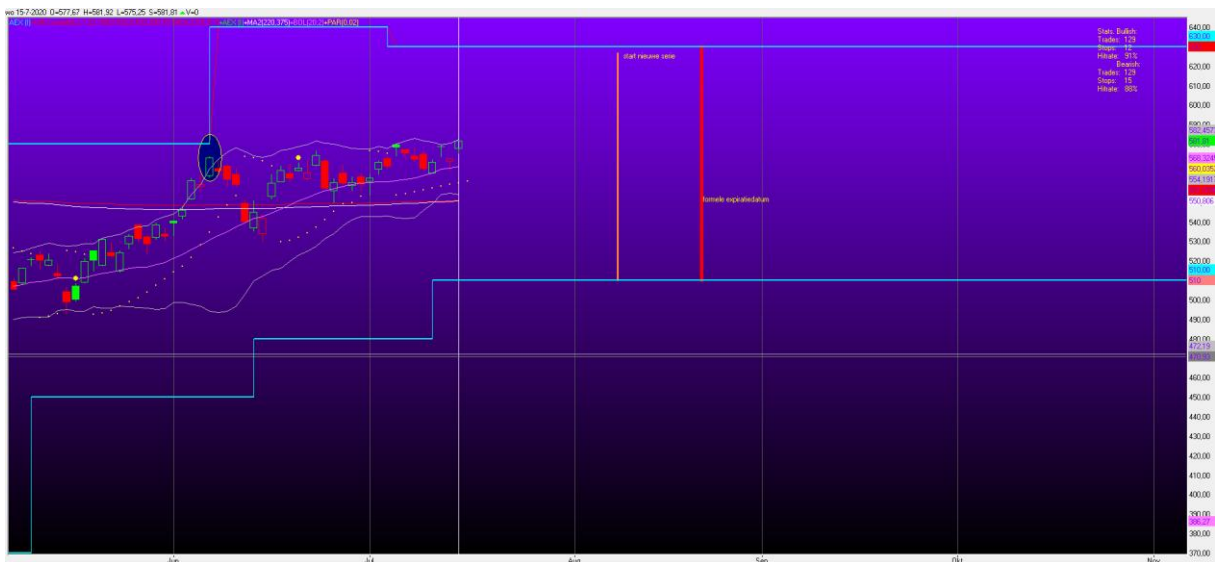 wo 15-7-2020 O=577,67 H=581,92 L=575,25 S=581,81 V=0
+AEX (I)+MA2(220,375)+BOL(20,2)+PAR(0,02)
Stats. Bullish:
Trades: 129
Stops: 12
Hitrate: 91%
Bearish:
Trades: 129
Stops: 15
Hitrate: 88%
start nieuwe serie
formele expiratiedatum
640,00
630,00
620,00
610,00
600,00
590,00
582,457
581,81
568,324
560,035
554,191
550,806
540,00
530,00
520,00
510,00
510
500,00
490,00
480,00
472,19
470,93
460,00
450,00
440,00
430,00
420,00
410,00
400,00
390,00
386,27
380,00
370,00
Jun
Jul
Aug
Sep
Okt
Nov